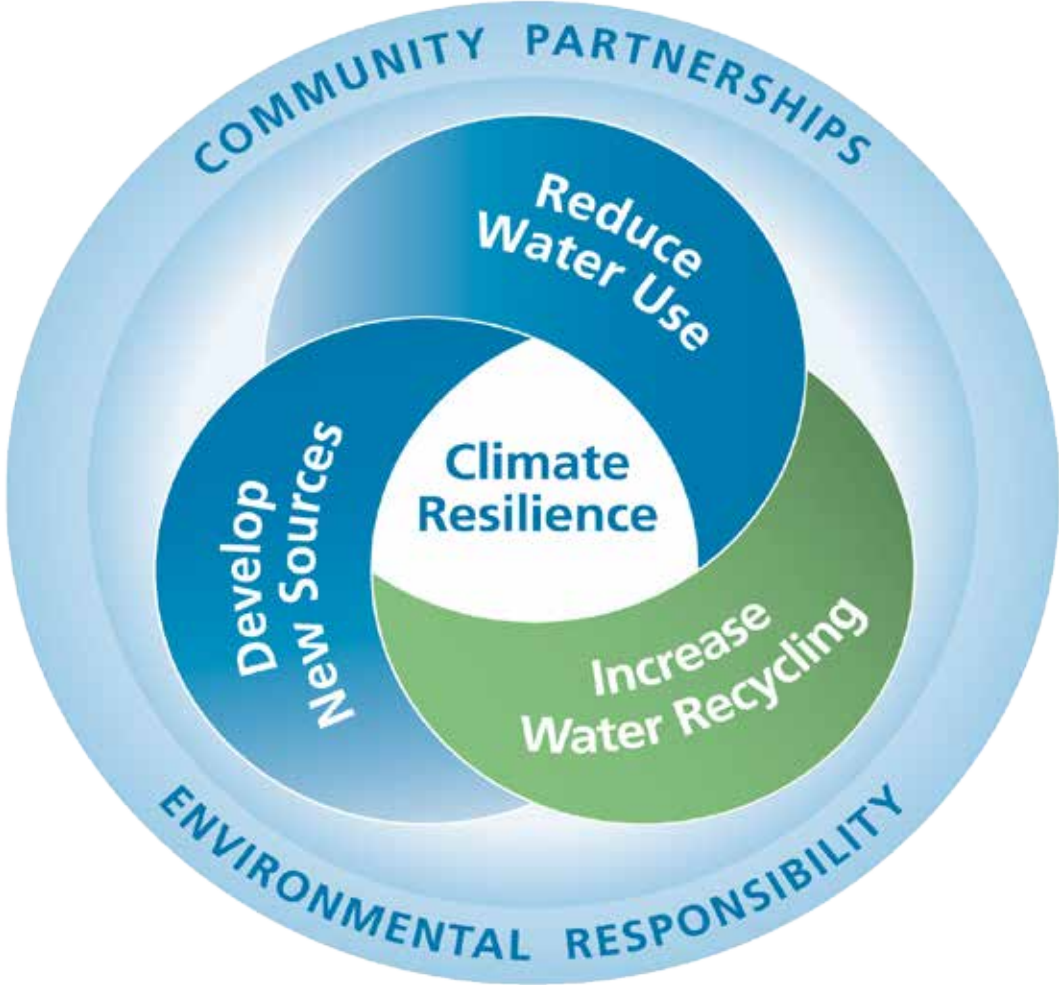 COMMUNITY PARTNERSHIPS
Reduce
Water Use
Climate
Resilience
Develop
New Sources
Increase
Water Recycling
ENVIRONMENTAL RESPONSIBILITY